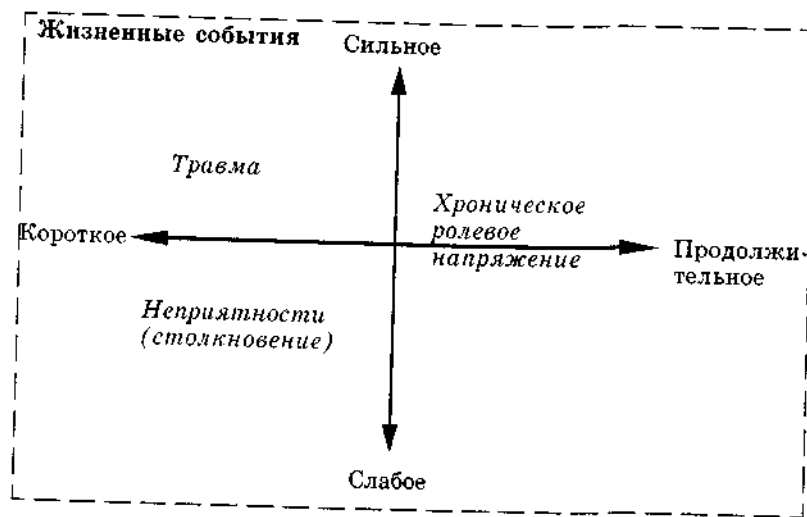 Жизненные события
Сильное
Травма
Хроническое
ролевое
напряжение
Короткое
Продолжи-
тельное
Неприятности
(столкновение)
Слабое